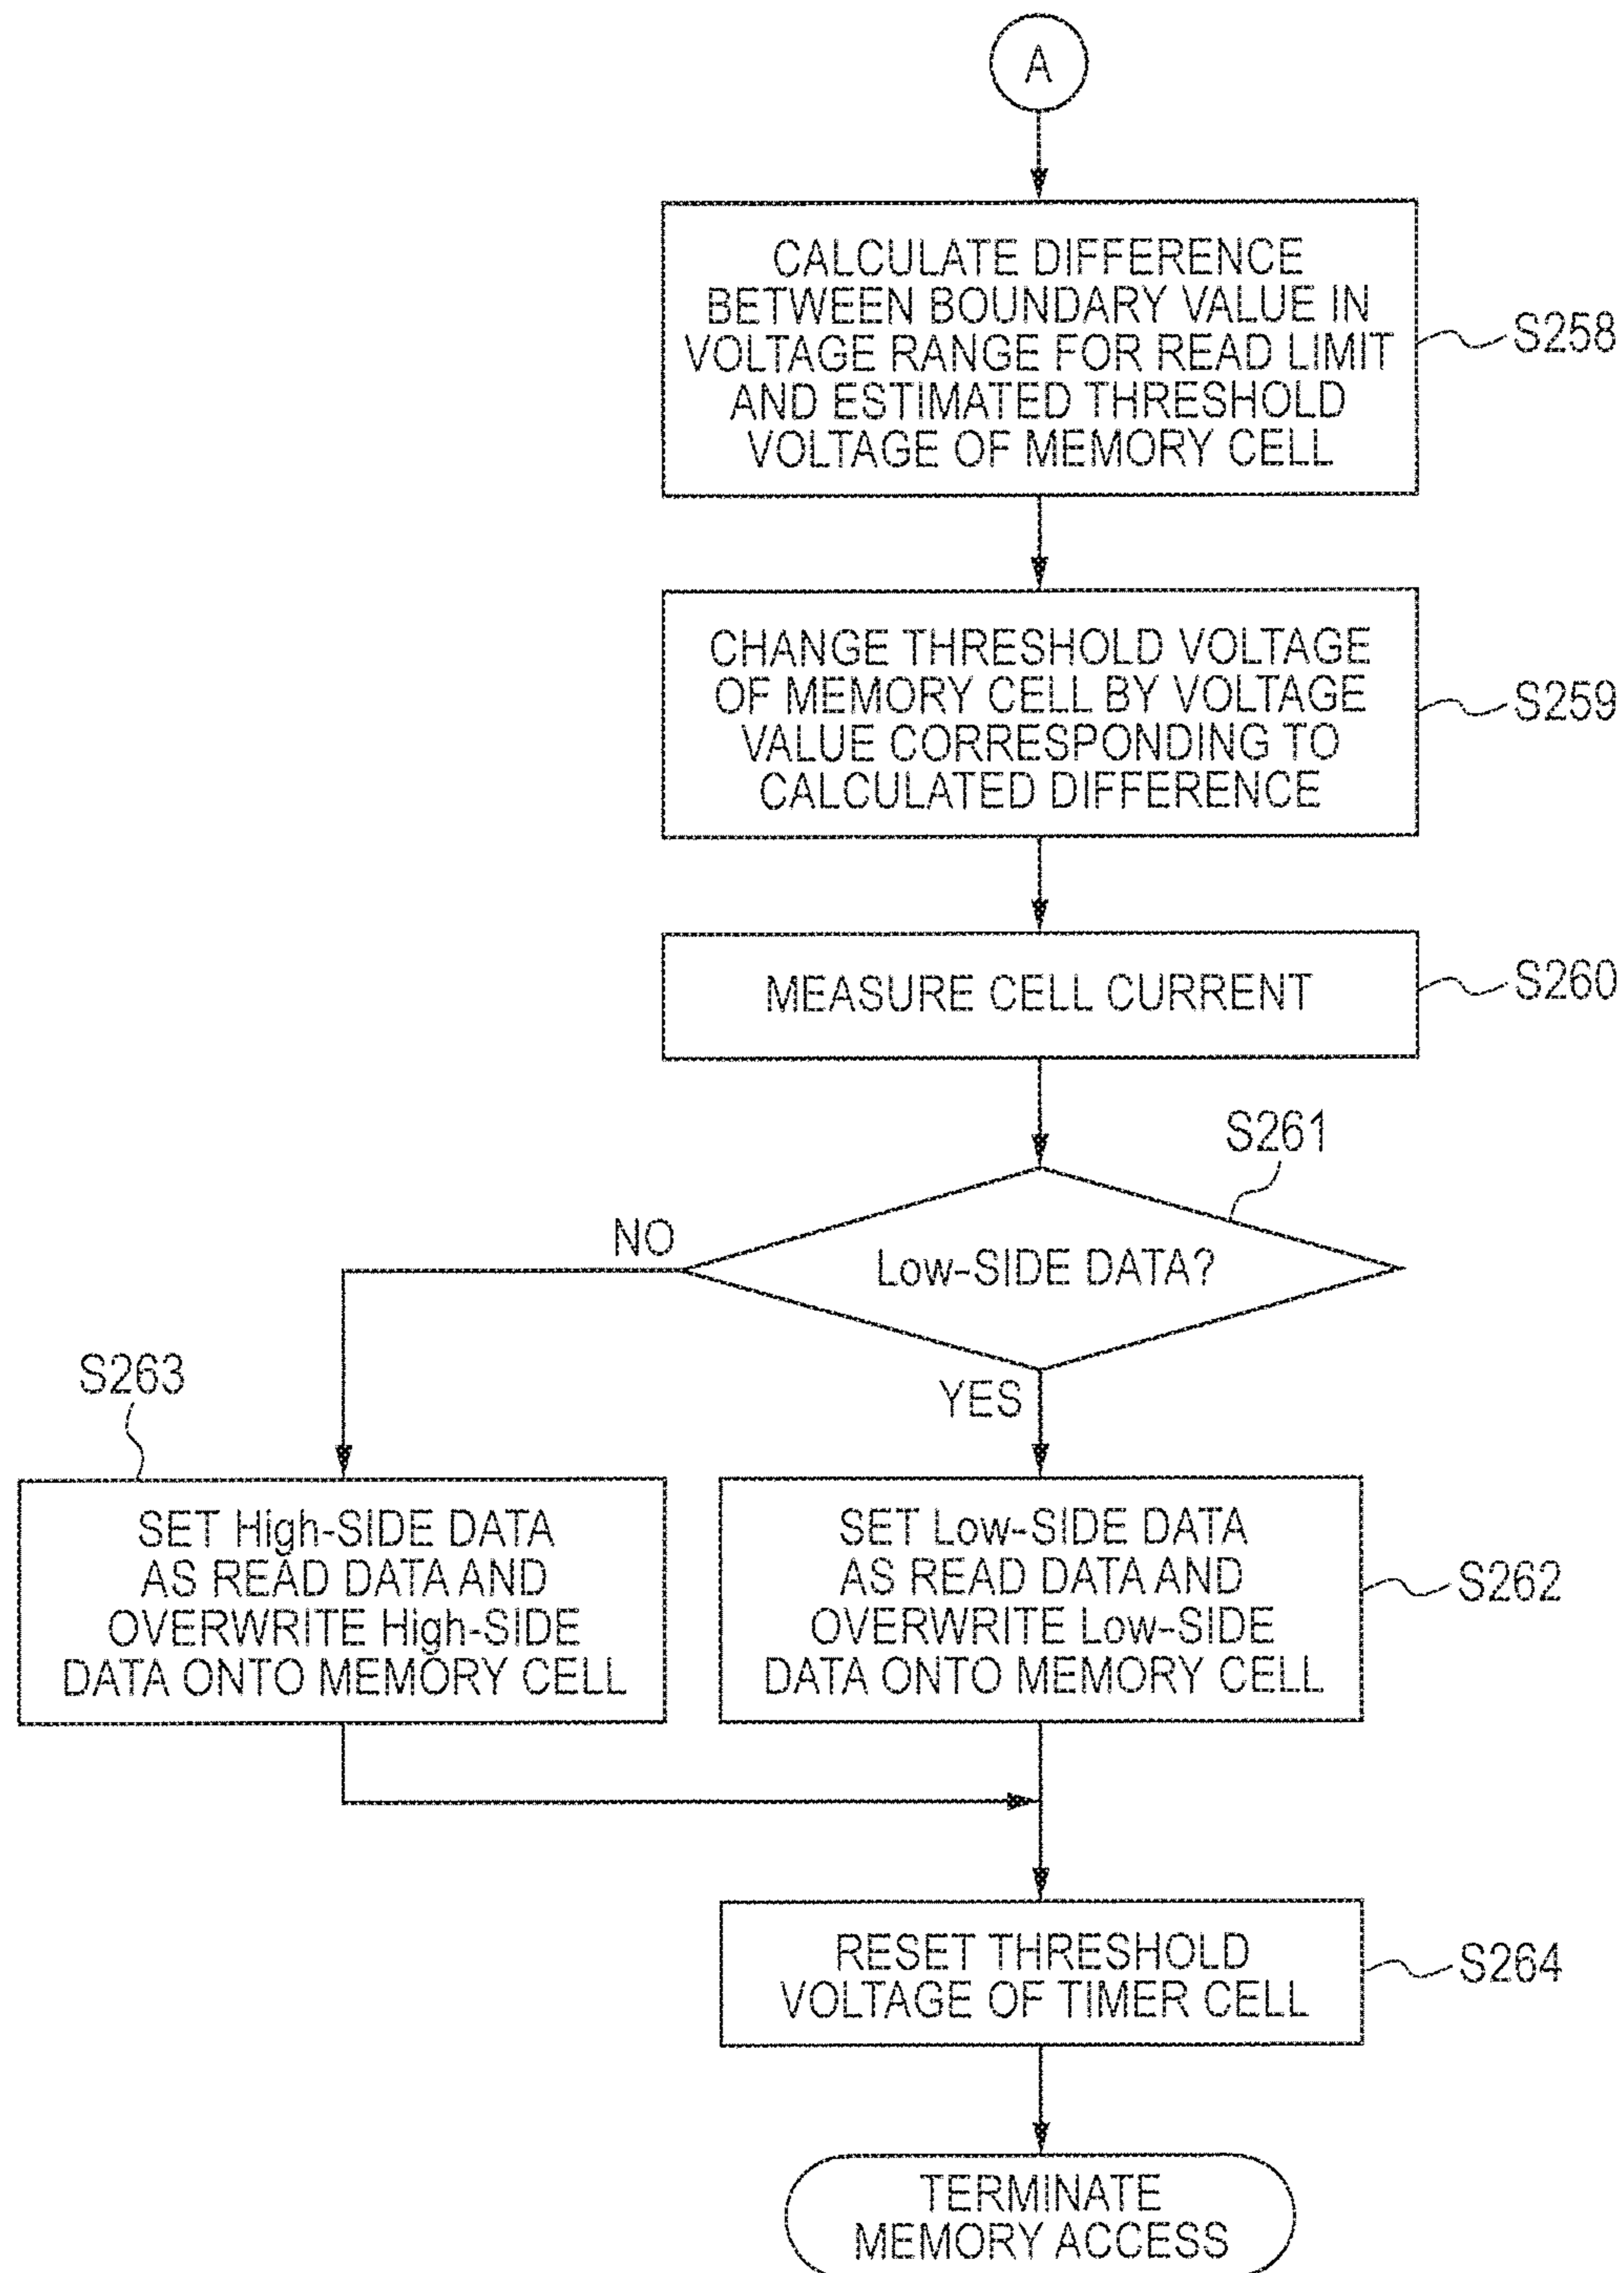 A
CALCULATE DIFFERENCE
BETWEEN BOUNDARY VALUE IN
VOLTAGE RANGE FOR READ LIMIT
AND ESTIMATED THRESHOLD
VOLTAGE OF MEMORY CELL
S258
CHANGE THRESHOLD VOLTAGE
OF MEMORY CELL BY VOLTAGE
VALUE CORRESPONDING TO
CALCULATED DIFFERENCE
S259
MEASURE CELL CURRENT
S260
S261
Low-SIDE DATA?
NO
YES
S263
SET High-SIDE DATA
AS READ DATA AND
OVERWRITE High-SIDE
DATA ONTO MEMORY CELL
SET Low-SIDE DATA
AS READ DATA AND
OVERWRITE Low-SIDE
DATA ONTO MEMORY CELL
S262
RESET THRESHOLD
VOLTAGE OF TIMER CELL
S264
TERMINATE
MEMORY ACCESS